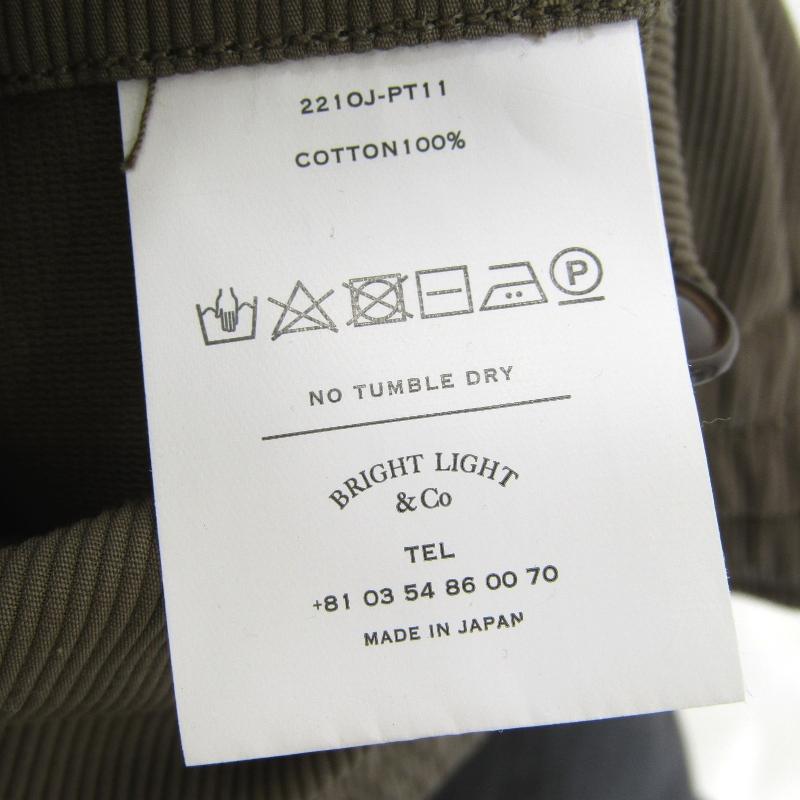 2210J-PT11
COTTON100%
P
NO TUMBLE DRY
BRIGHT LIGHT
& Co
TEL
+81 03 54 86 00 70
MADE IN JAPAN